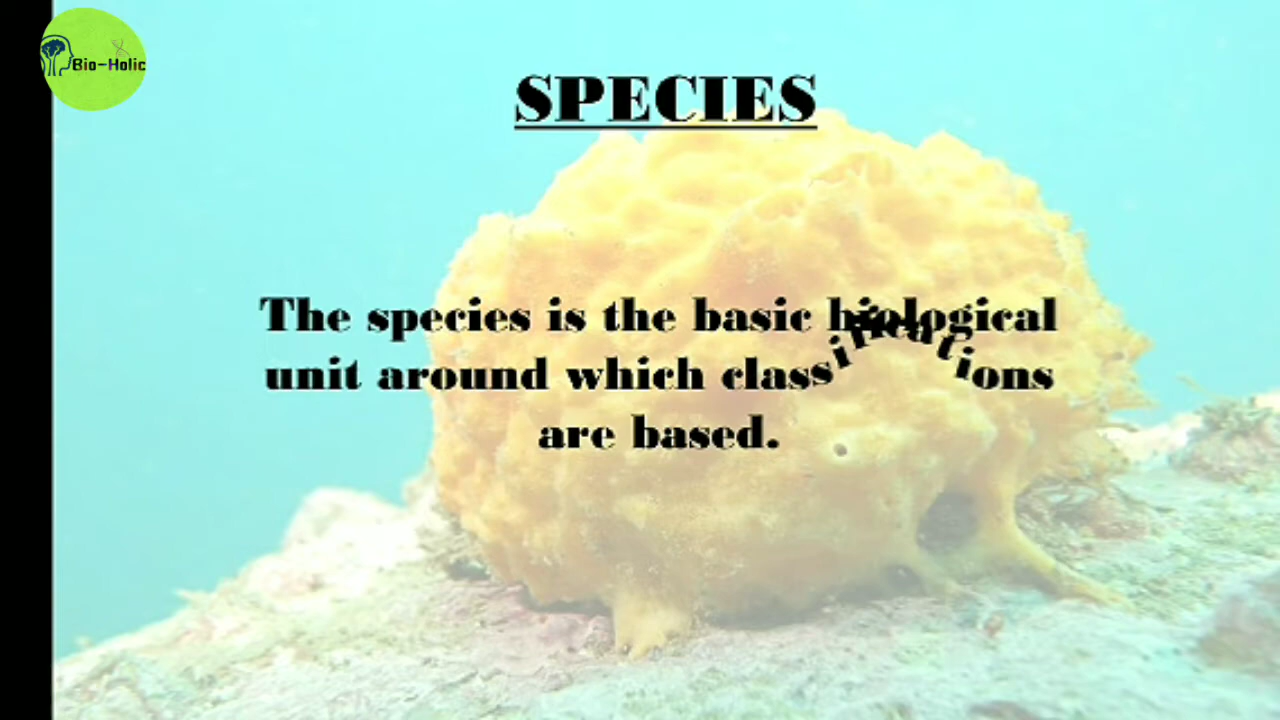 Bio-Holic
SPECIES
The species is the basic biological
unit around which classifications
are based.